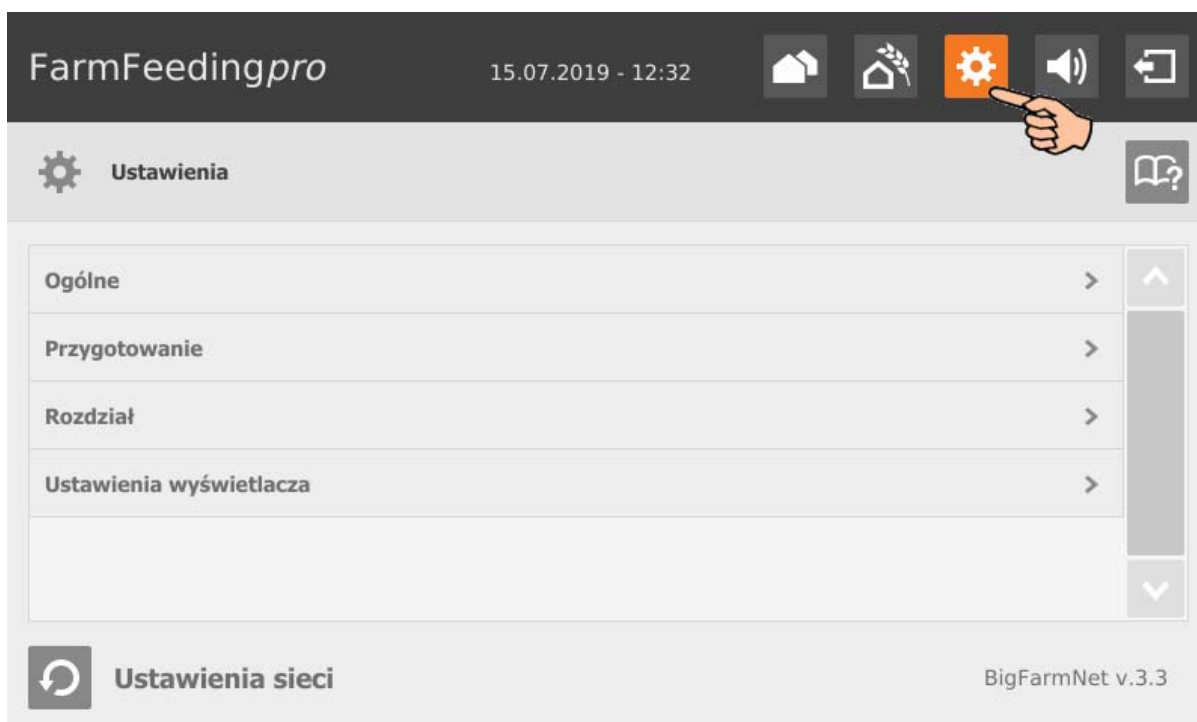 FarmFeedingpro
15.07.2019 - 12:32
Ustawienia
?
Ogólne
Przygotowanie
Rozdział
Ustawienia wyświetlacza
Ustawienia sieci
BigFarmNet v.3.3